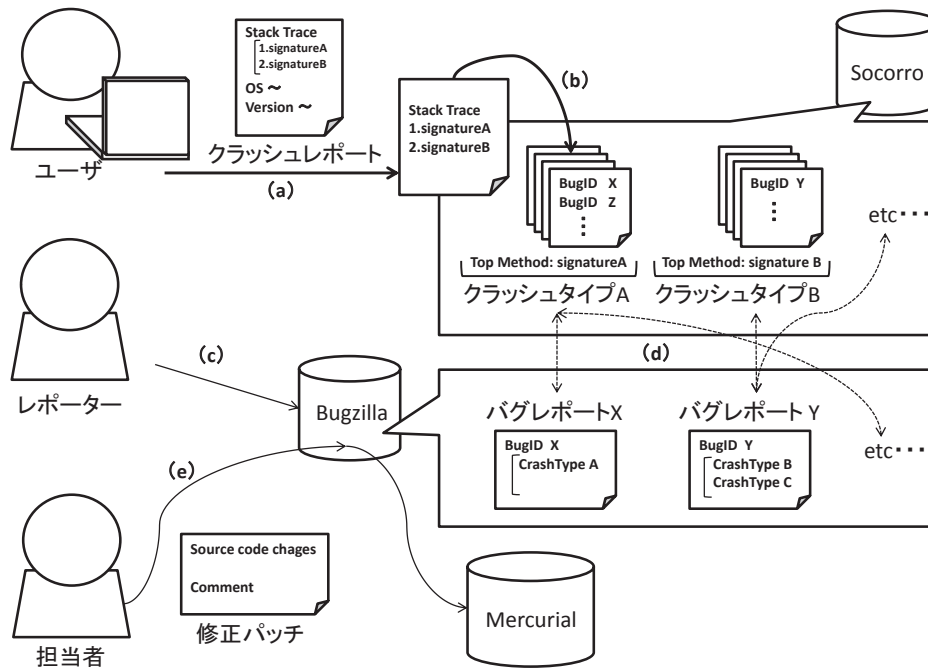 Stack Trace
1.signatureA
2.signatureB
OS ~
Version ~
クラッシュレポート
(a)
ユーザ
Stack Trace
1.signatureA
2.signatureB
(b)
Socorro
BugID X
BugID Z
⋮
Top Method: signatureA
クラッシュタイプA
BugID Y
⋮
Top Method: signature B
クラッシュタイプB
etc・・・
(d)
レポーター
(c)
Bugzilla
バグレポートX
BugID X
CrashType A
バグレポート Y
BugID Y
CrashType B
CrashType C
etc・・・
(e)
担当者
Source code chages
Comment
修正パッチ
Mercurial